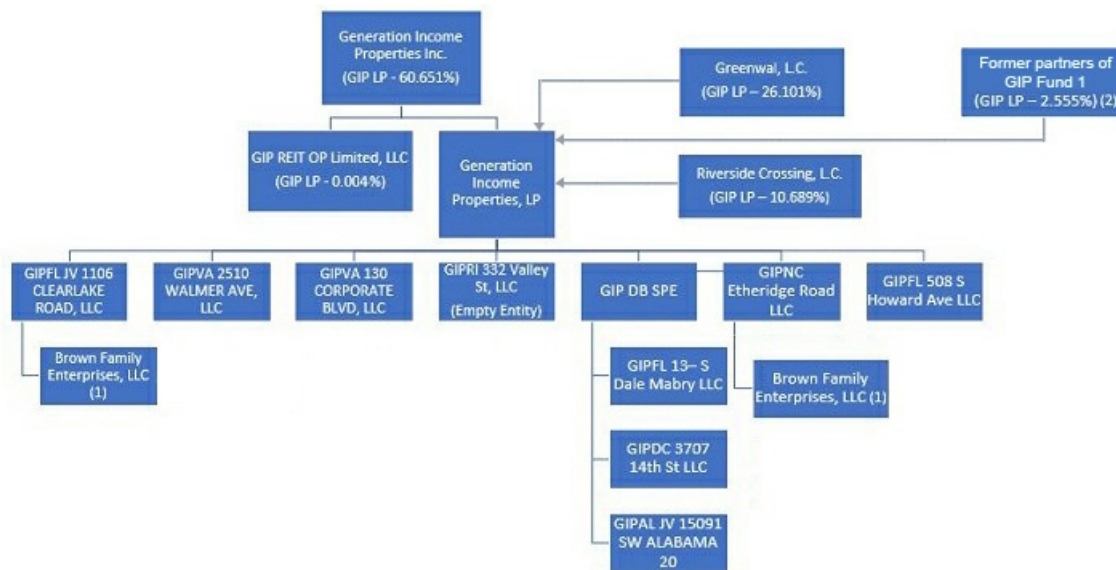 Generation Income
Properties Inc.
(GIP LP - 60.651%)
Greenwal, L.C.
(GIP LP – 26.101%)
Former partners of
GIP Fund 1
(GIP LP – 2.555%) (2)
GIP REIT OP Limited, LLC
(GIP LP - 0.004%)
Generation
Income
Properties, LP
Riverside Crossing, L.C.
(GIP LP – 10.689%)
GIPFL JV 1106
CLEARLAKE
ROAD, LLC
GIPVA 2510
WALMER AVE,
LLC
GIPVA 130
CORPORATE
BLVD, LLC
GIPRI 332 Valley
St, LLC
(Empty Entity)
GIP DB SPE
GIPNC
Etheridge Road
LLC
GIPFL 508 S
Howard Ave LLC
Brown Family
Enterprises, LLC
(1)
GIPFL 13– S
Dale Mabry LLC
Brown Family
Enterprises, LLC (1)
GIPDC 3707
14th St LLC
GIPAL JV 15091
SW ALABAMA
20